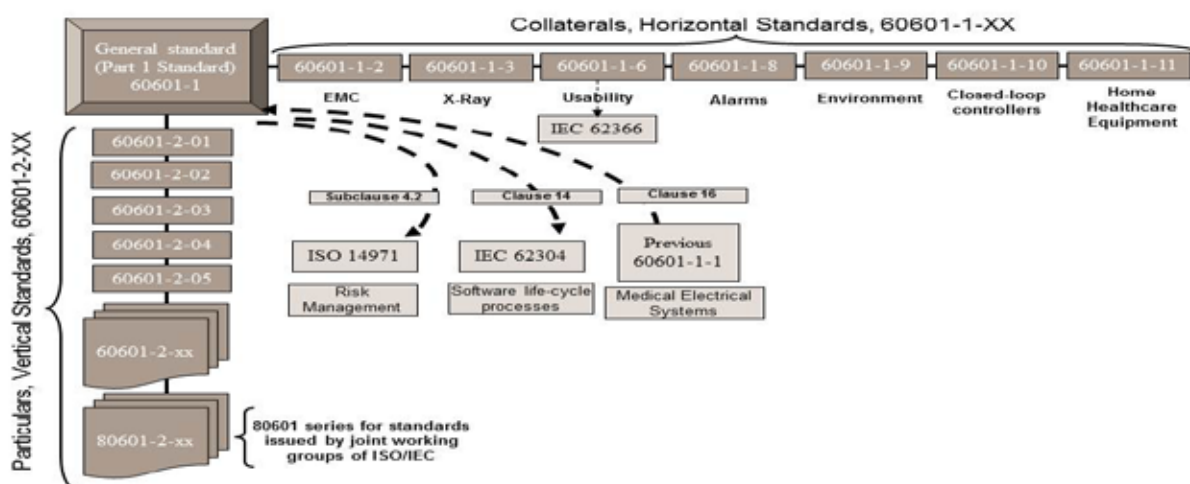 Collaterals, Horizontal Standards, 60601-1-XX
General standard
(Part 1 Standard)
60601-1
60601-1-2
60601-1-3
60601-1-6
60601-1-8
60601-1-9
60601-1-10
60601-1-11
EMC
X-Ray
Usability
Alarms
Environment
Closed-loop
controllers
Home
Healthcare
Equipment
IEC 62366
Particulars, Vertical Standards, 60601-2-XX
60601-2-01
60601-2-02
60601-2-03
60601-2-04
60601-2-05
60601-2-xx
80601-2-xx
80601 series for standards
issued by joint working
groups of ISO/IEC
Subclause 4.2
Clause 14
Clause 16
ISO 14971
Risk
Management
IEC 62304
Software life-cycle
processes
Previous
60601-1-1
Medical Electrical
Systems